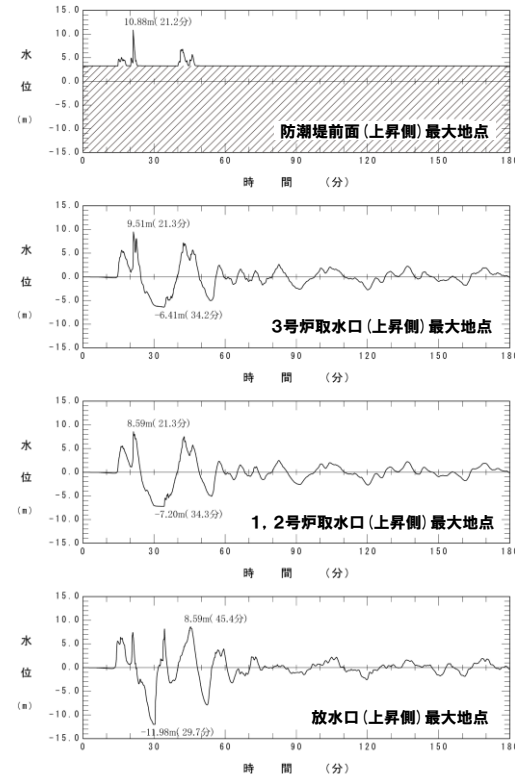 15.0
10.0
5.0
0.0
-5.0
-10.0
-15.0
水
位
(m)
10.88m( 21.2分)
防潮堤前面(上昇側)最大地点
0 30 60 90 120 150 180
時 間 (分)
15.0
10.0
5.0
0.0
-5.0
-10.0
-15.0
水
位
(m)
9.51m( 21.3分)
-6.41m( 34.2分)
3号炉取水口(上昇側)最大地点
0 30 60 90 120 150 180
時 間 (分)
15.0
10.0
5.0
0.0
-5.0
-10.0
-15.0
水
位
(m)
8.59m( 21.3分)
-7.20m( 34.3分)
1,2号炉取水口(上昇側)最大地点
0 30 60 90 120 150 180
時 間 (分)
15.0
10.0
5.0
0.0
-5.0
-10.0
-15.0
水
位
(m)
8.59m( 45.4分)
-11.98m( 29.7分)
放水口(上昇側)最大地点
0 30 60 90 120 150 180
時 間 (分)